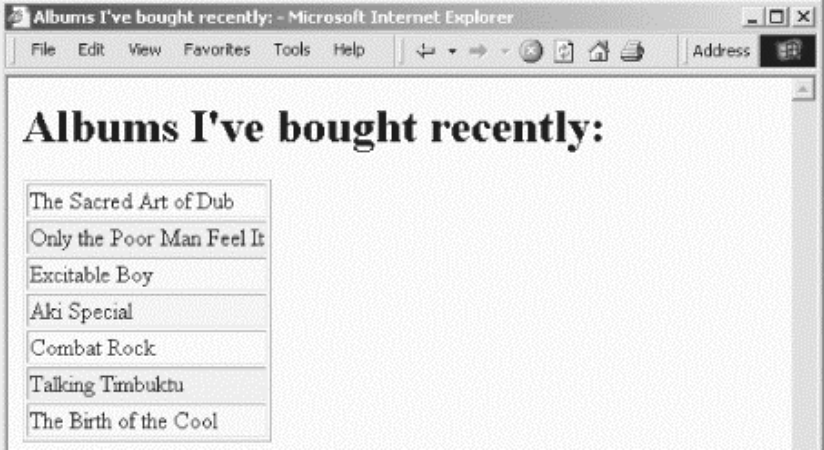 Albums I've bought recently: - Microsoft Internet Explorer
File Edit View Favorites Tools Help Address
Albums I've bought recently:
The Sacred Art of Dub
Only the Poor Man Feel It
Excitable Boy
Aki Special
Combat Rock
Talking Timbuktu
The Birth of the Cool